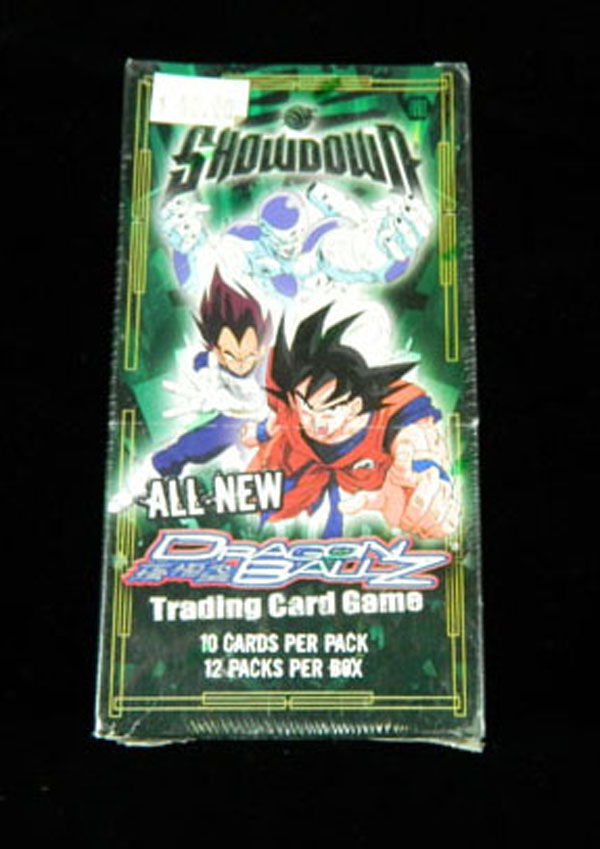 SHOWDOWN
ALL-NEW
DRAGON
BALL Z
Trading Card Game
10 CARDS PER PACK
12 PACKS PER BOX